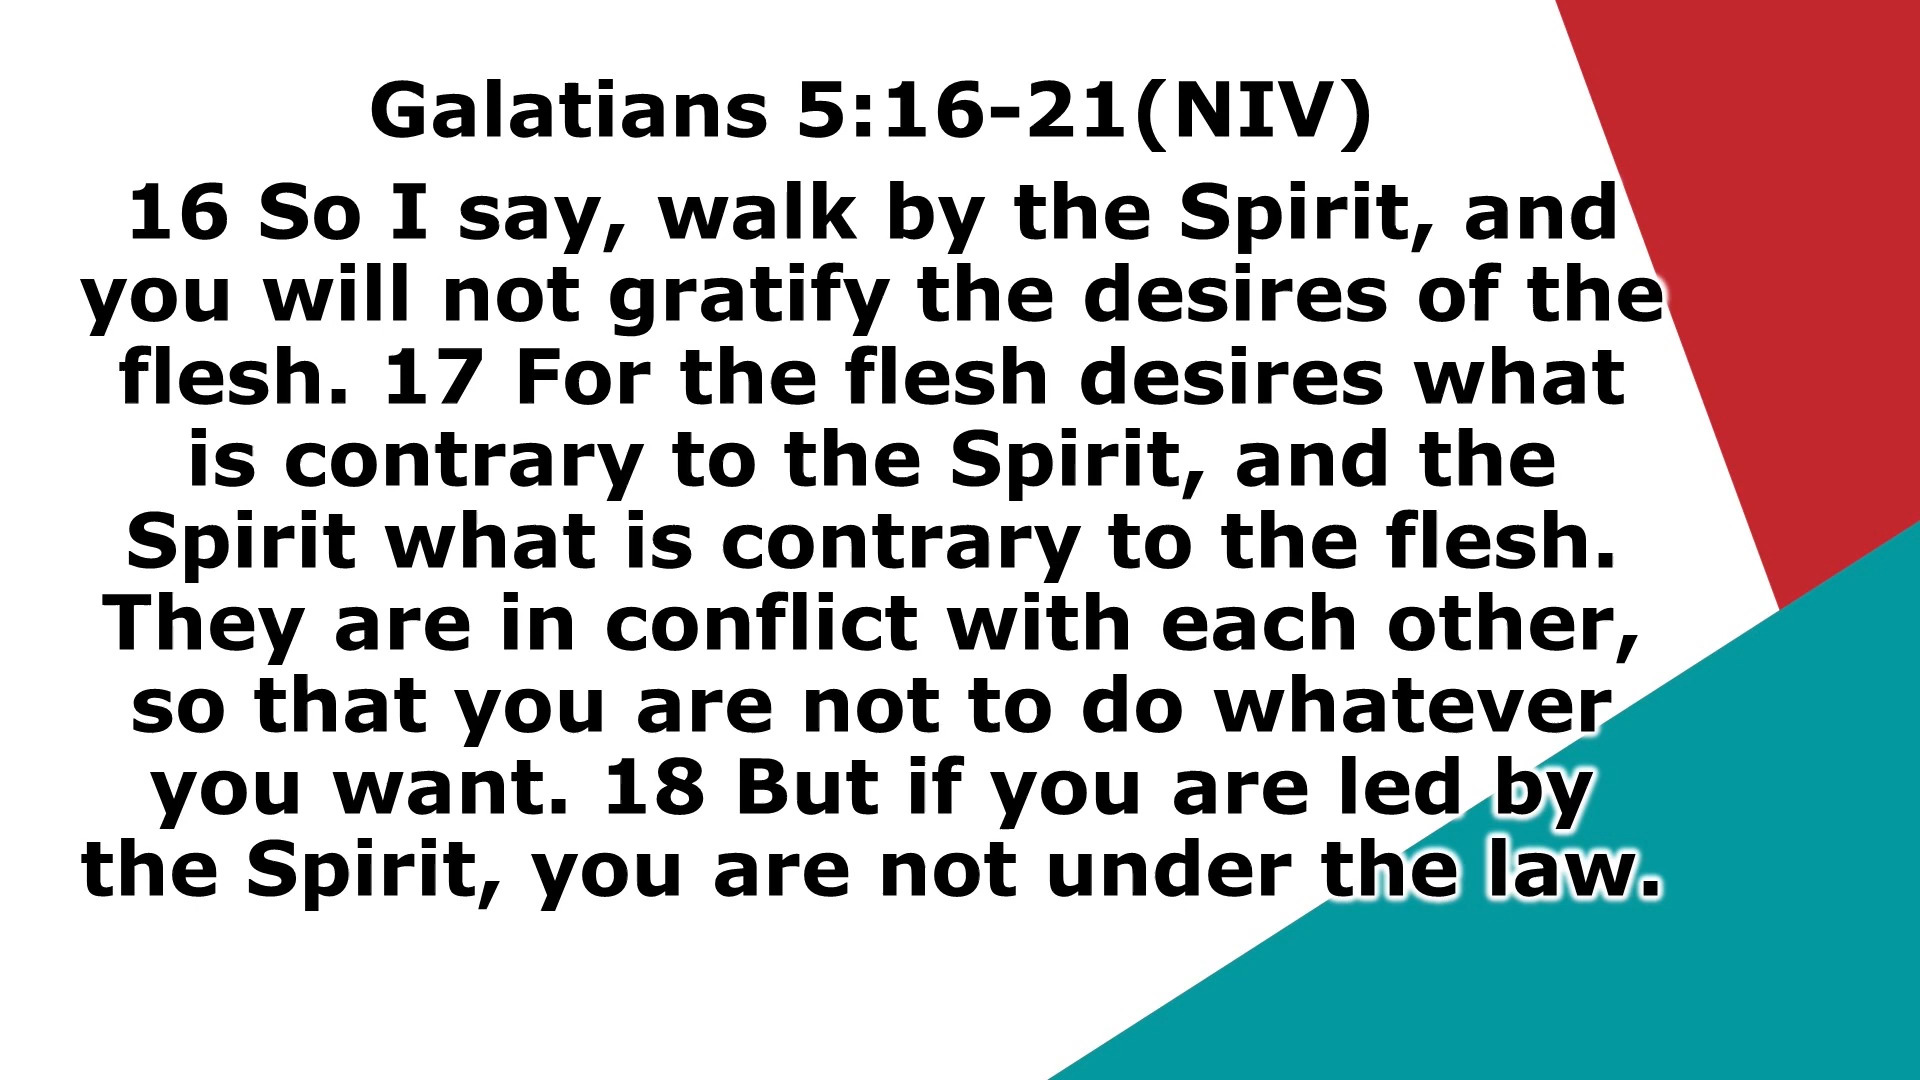 Galatians 5:16-21(NIV)
16 So I say, walk by the Spirit, and
you will not gratify the desires of the
flesh. 17 For the flesh desires what
is contrary to the Spirit, and the
Spirit what is contrary to the flesh.
They are in conflict with each other,
so that you are not to do whatever
you want. 18 But if you are led by
the Spirit, you are not under the law.